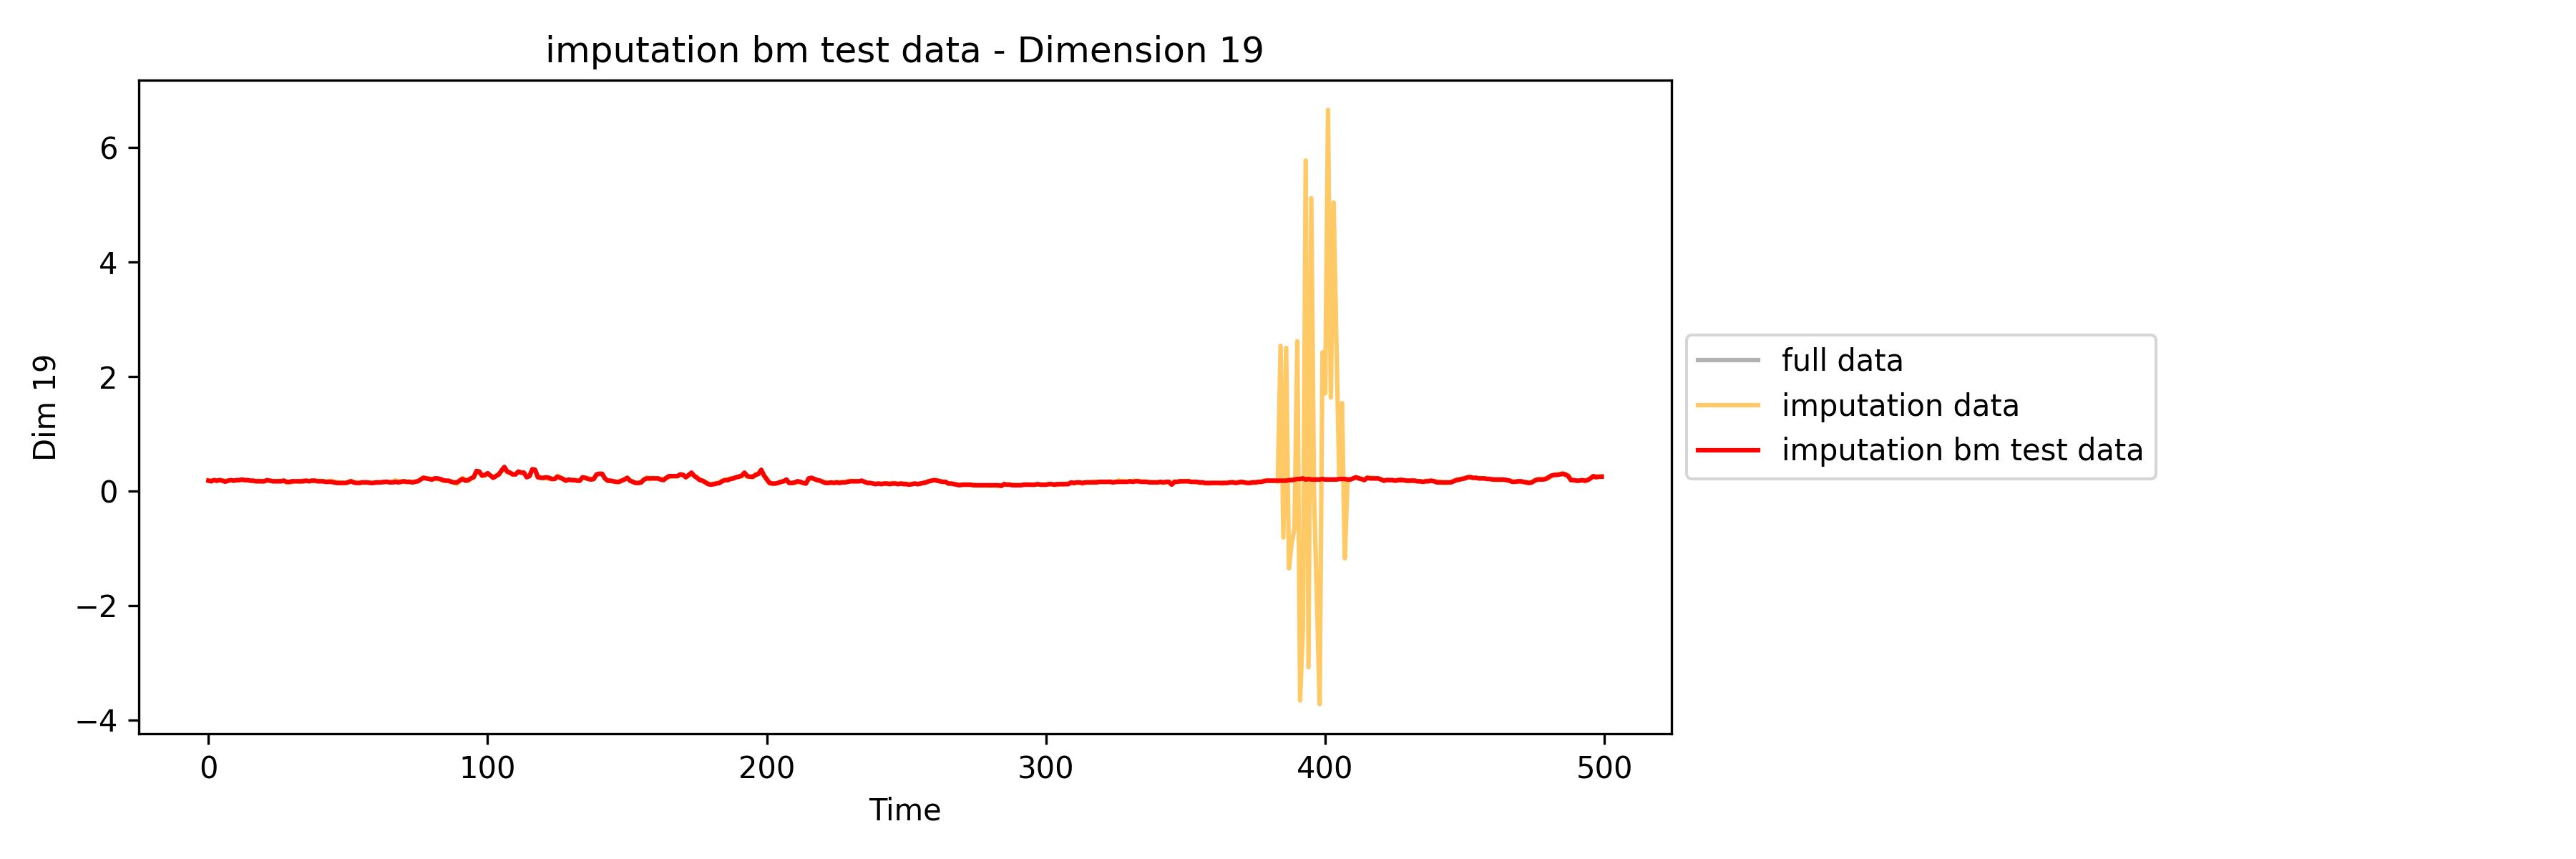 imputation bm test data - Dimension 19
Dim 19
6
4
2
0
−2
−4
0 100 200 300 400 500
Time
full data
imputation data
imputation bm test data